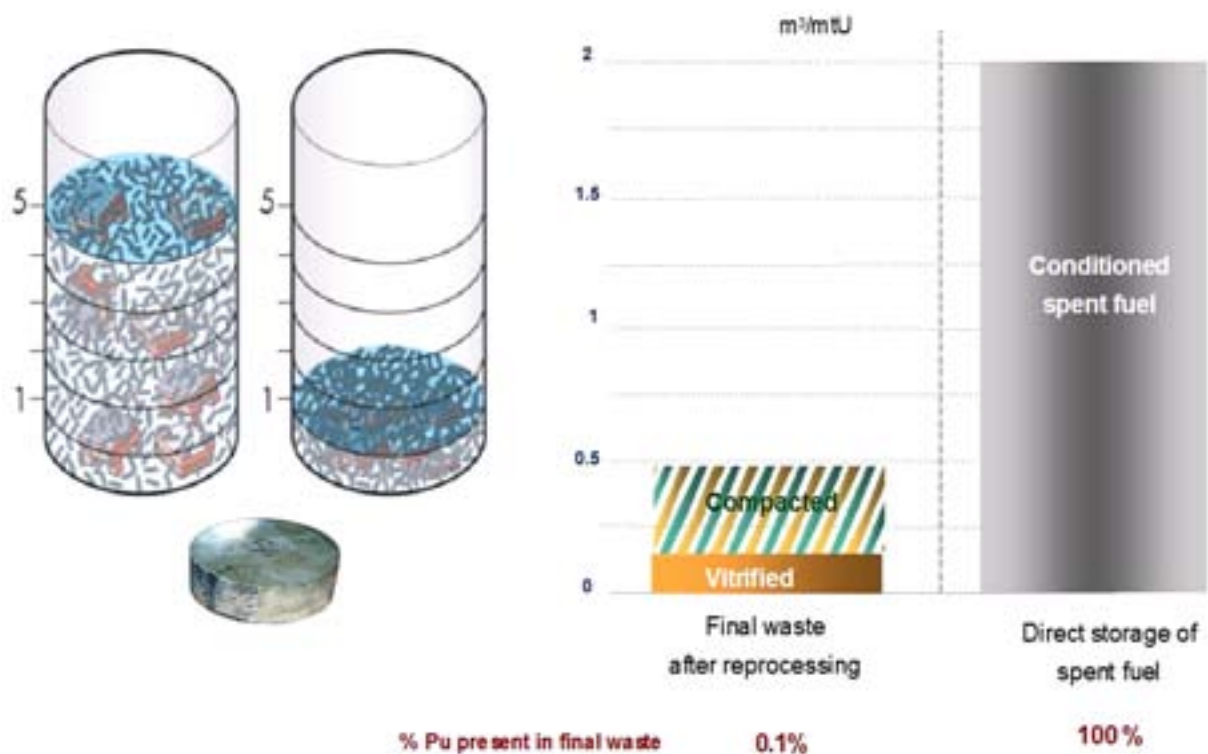 m³/mtU
5
1
5
1
2
1.5
1
0.5
0
Conditioned
spent fuel
Compacted
Vitrified
Final waste
after reprocessing
Direct storage of
spent fuel
% Pu present in final waste
0.1%
100 %